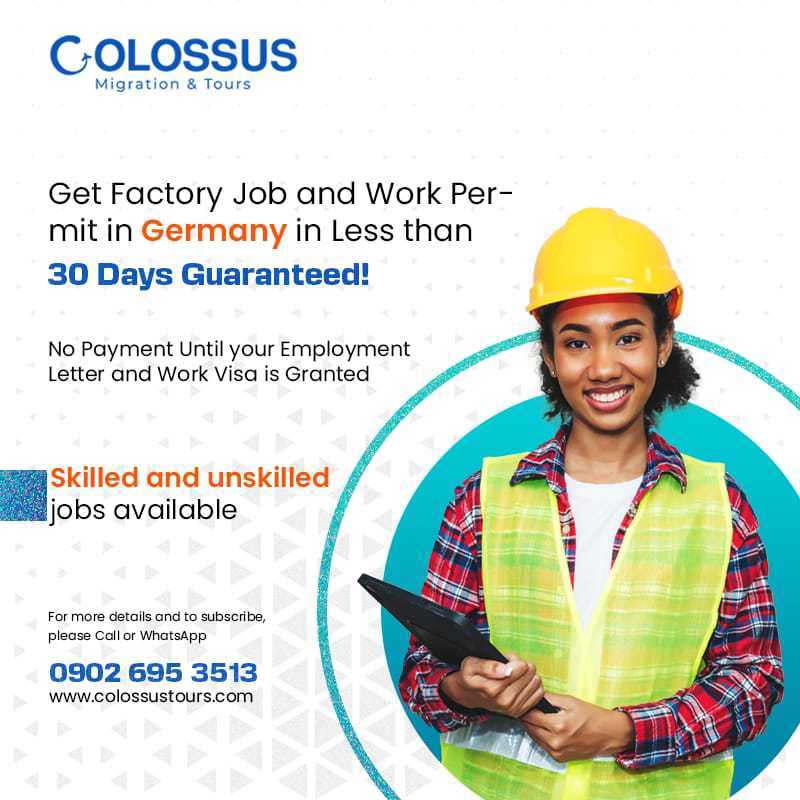 COLOSSUS
Migration & Tours
Get Factory Job and Work Per-
mit in Germany in Less than
30 Days Guaranteed!
No Payment Until your Employment
Letter and Work Visa is Granted
Skilled and unskilled
jobs available
For more details and to subscribe,
please Call or WhatsApp
0902 695 3513
www.colossustours.com